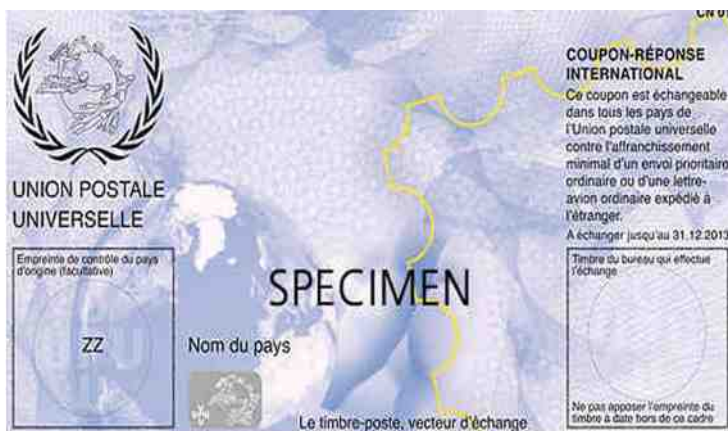 CN 01
COUPON-RÉPONSE
INTERNATIONAL
Ce coupon est échangeable
dans tous les pays de
l'Union postale universelle
contre l'affranchissement
minimal d'un envoi prioritaire
ordinaire ou d'une lettre-
avion ordinaire expédié à
l'étranger.
A échanger jusqu'au 31.12.2013
UNION POSTALE
UNIVERSELLE
Empreinte de contrôle du pays
d'origine (facultative)
ZZ
SPECIMEN
Nom du pays
Le timbre-poste, vecteur d'échange
Timbre du bureau qui effectue
l'échange
Ne pas apposer l'empreinte du
timbre à date hors de ce cadre